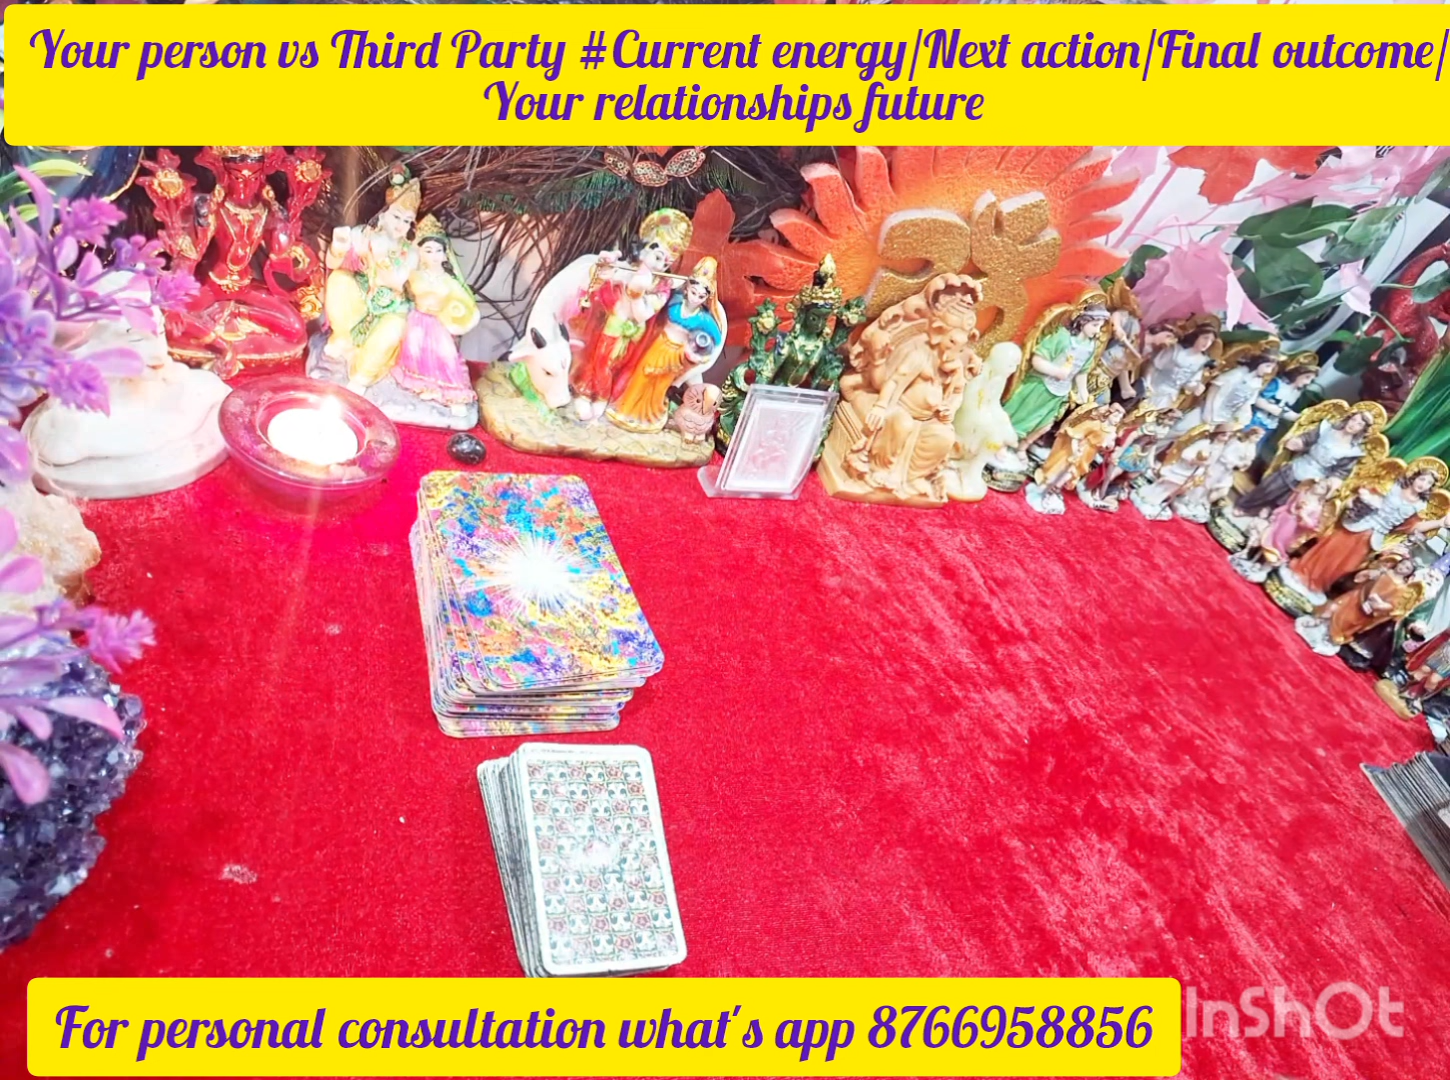 Your person vs Third Party #Current energy/Next action/Final outcome/
Your relationships future
ॐ
For personal consultation what's app 8766958856
InShOt